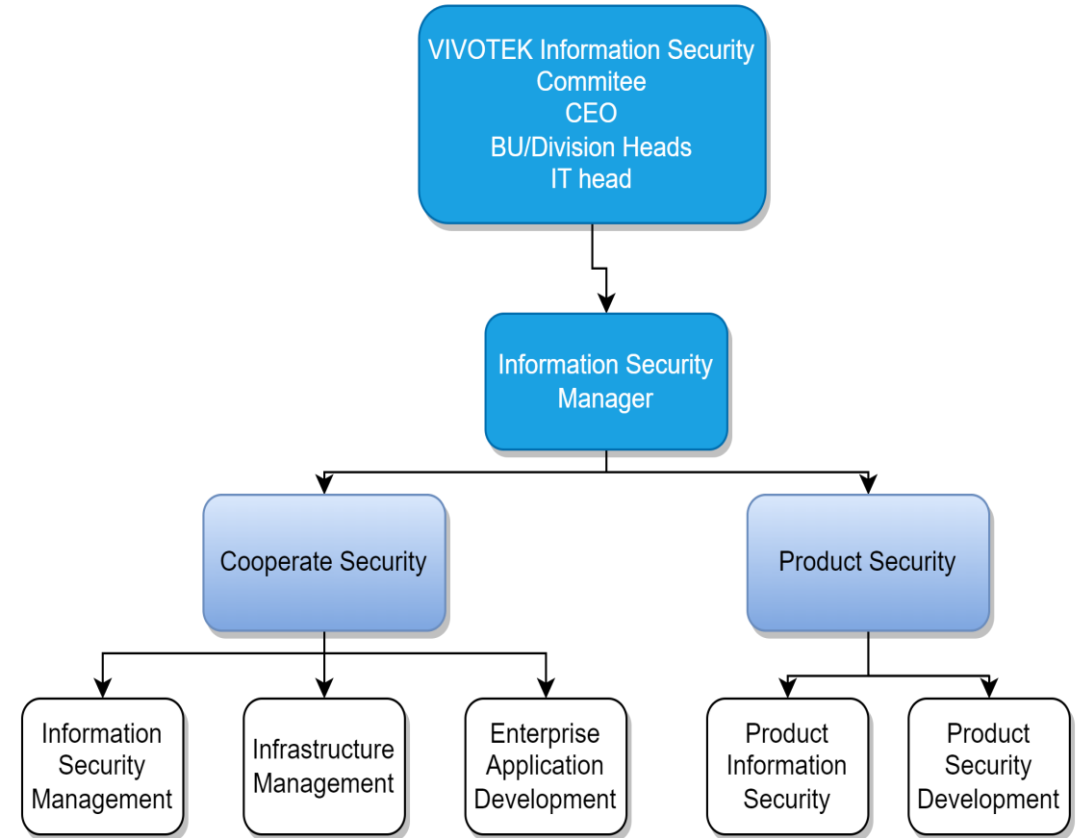 VIVOTEK Information Security
Commitee
CEO
BU/Division Heads
IT head
Information Security
Manager
Cooperate Security
Product Security
Information
Security
Management
Infrastructure
Management
Enterprise
Application
Development
Product
Information
Security
Product
Security
Development